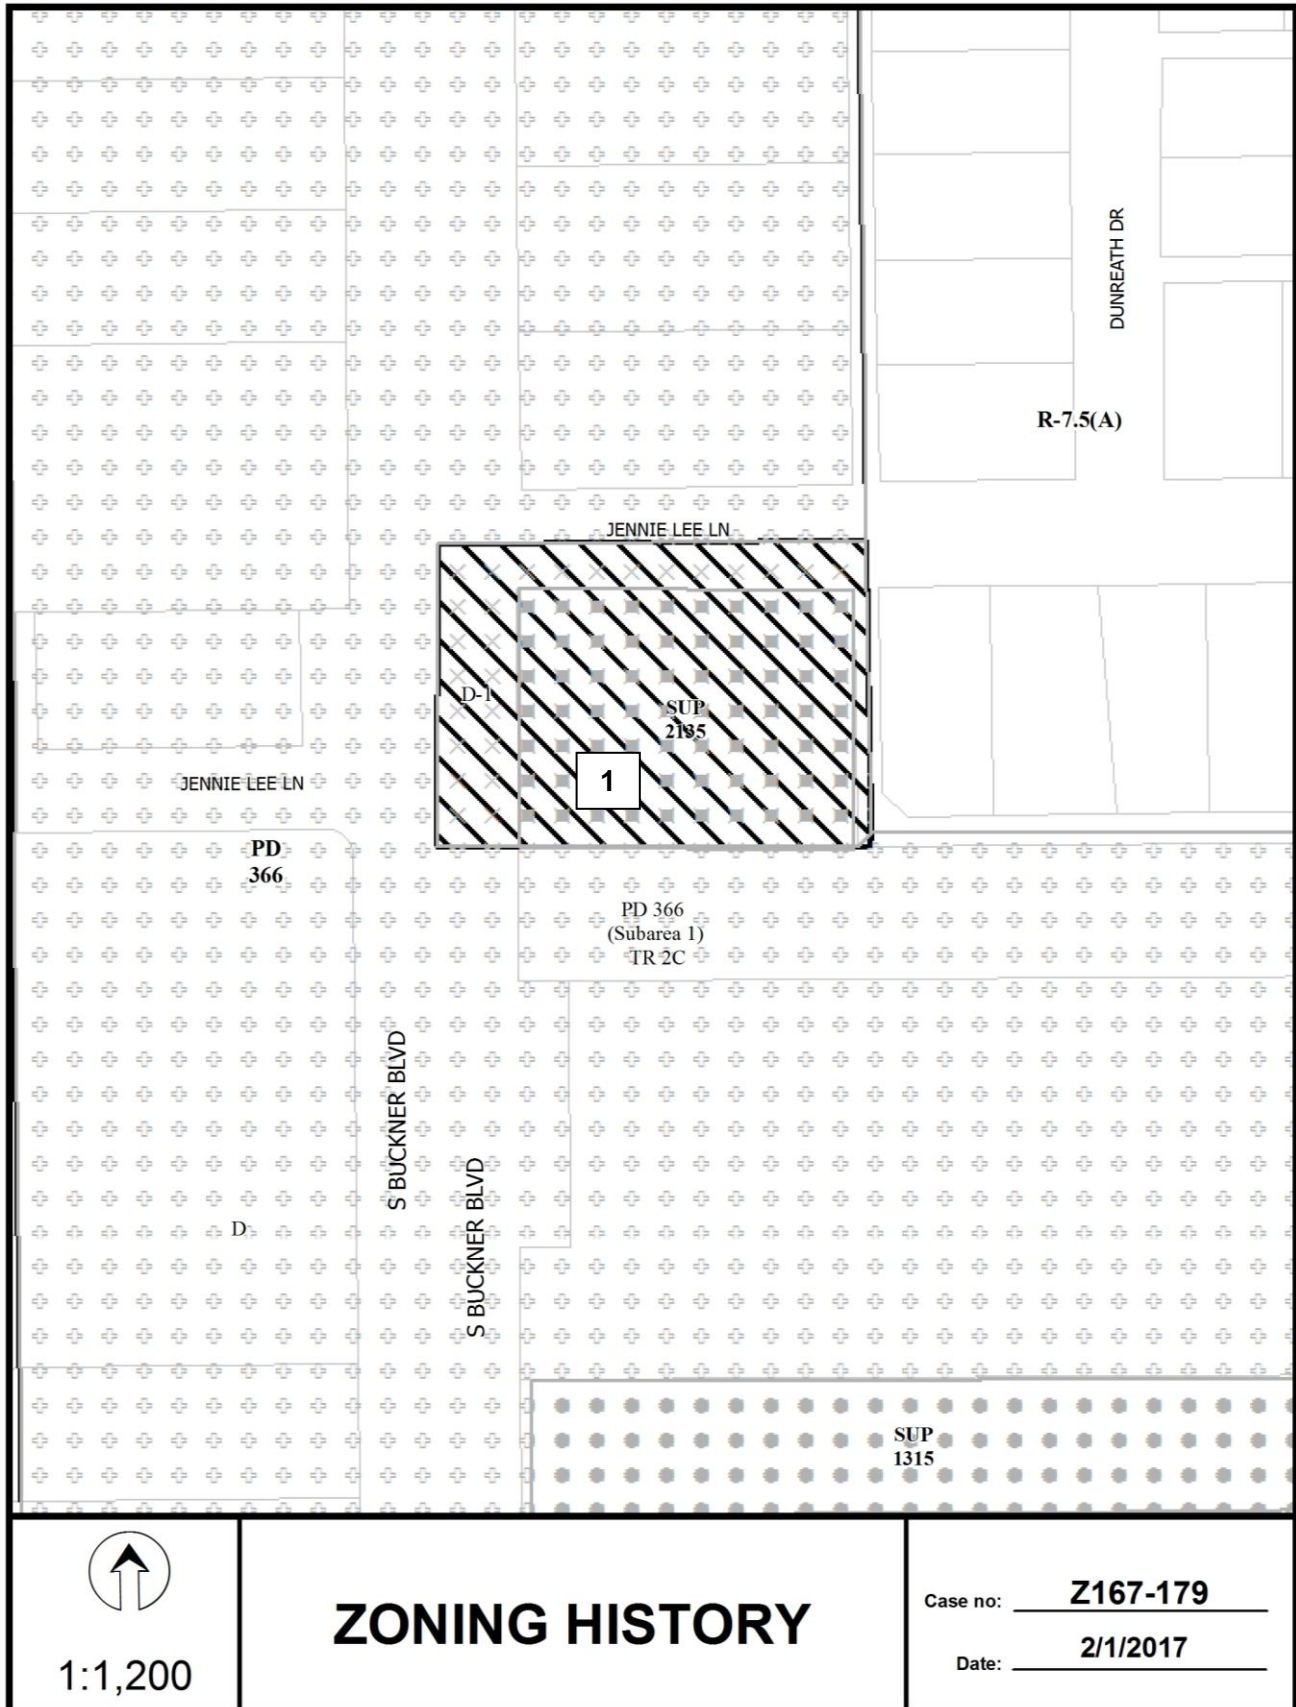 DUNREATH DR
R-7.5(A)
JENNIE LEE LN
D-1
SUP
2135
1
JENNIE LEE LN
PD
366
PD 366
(Subarea 1)
TR 2C
S BUCKNER BLVD
S BUCKNER BLVD
D
SUP
1315
1:1,200
ZONING HISTORY
Case no: Z167-179
Date: 2/1/2017